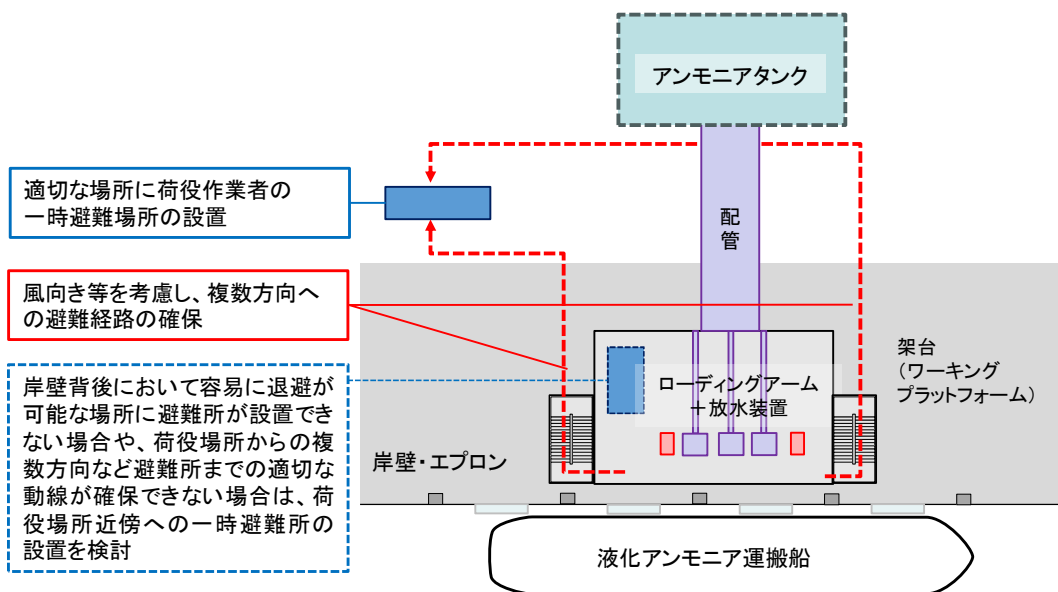 アンモニアタンク
適切な場所に荷役作業者の
一時避難場所の設置
配
管
風向き等を考慮し、複数方向へ
の避難経路の確保
架台
（ワーキング
プラットフォーム）
ローディングアーム
＋放水装置
岸壁背後において容易に退避が
可能な場所に避難所が設置でき
ない場合や、荷役場所からの複
数方向など避難所までの適切な
動線が確保できない場合は、荷
役場所近傍への一時避難所の
設置を検討
岸壁・エプロン
液化アンモニア運搬船